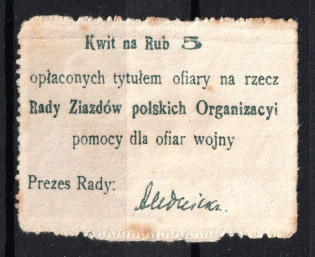 Kwit na Rub 5
opłaconych tytułem ofiary na rzecz
Rady Ziazdów polskich Organizacyi
pomocy dla ofiar wojny
Prezes Rady: